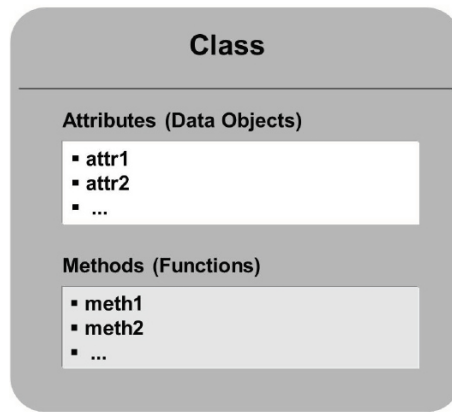 Class
Attributes (Data Objects)
▪ attr1
▪ attr2
▪ ...
Methods (Functions)
▪ meth1
▪ meth2
▪ ...